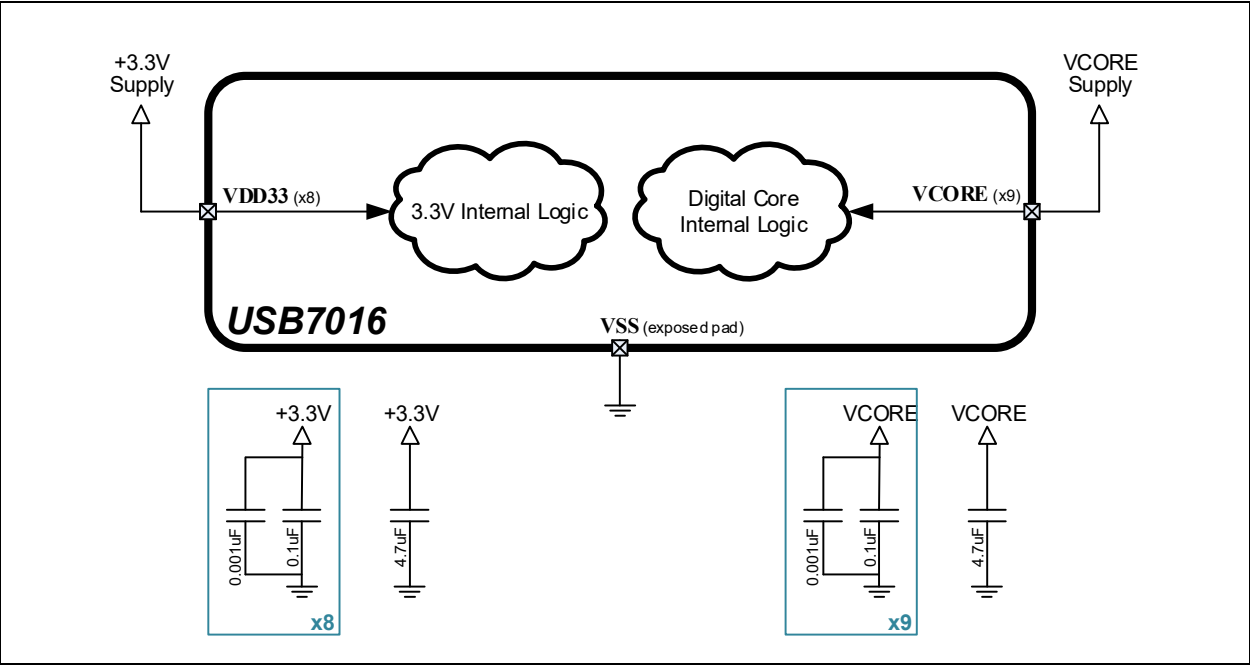 +3.3V
Supply
VCORE
Supply
VDD33 (x8)
3.3V Internal Logic
Digital Core
Internal Logic
VCORE (x9)
USB7016
VSS (exposed pad)
+3.3V
+3.3V
VCORE
VCORE
0.001uF
0.1uF
4.7uF
0.001uF
0.1uF
4.7uF
x8
x9